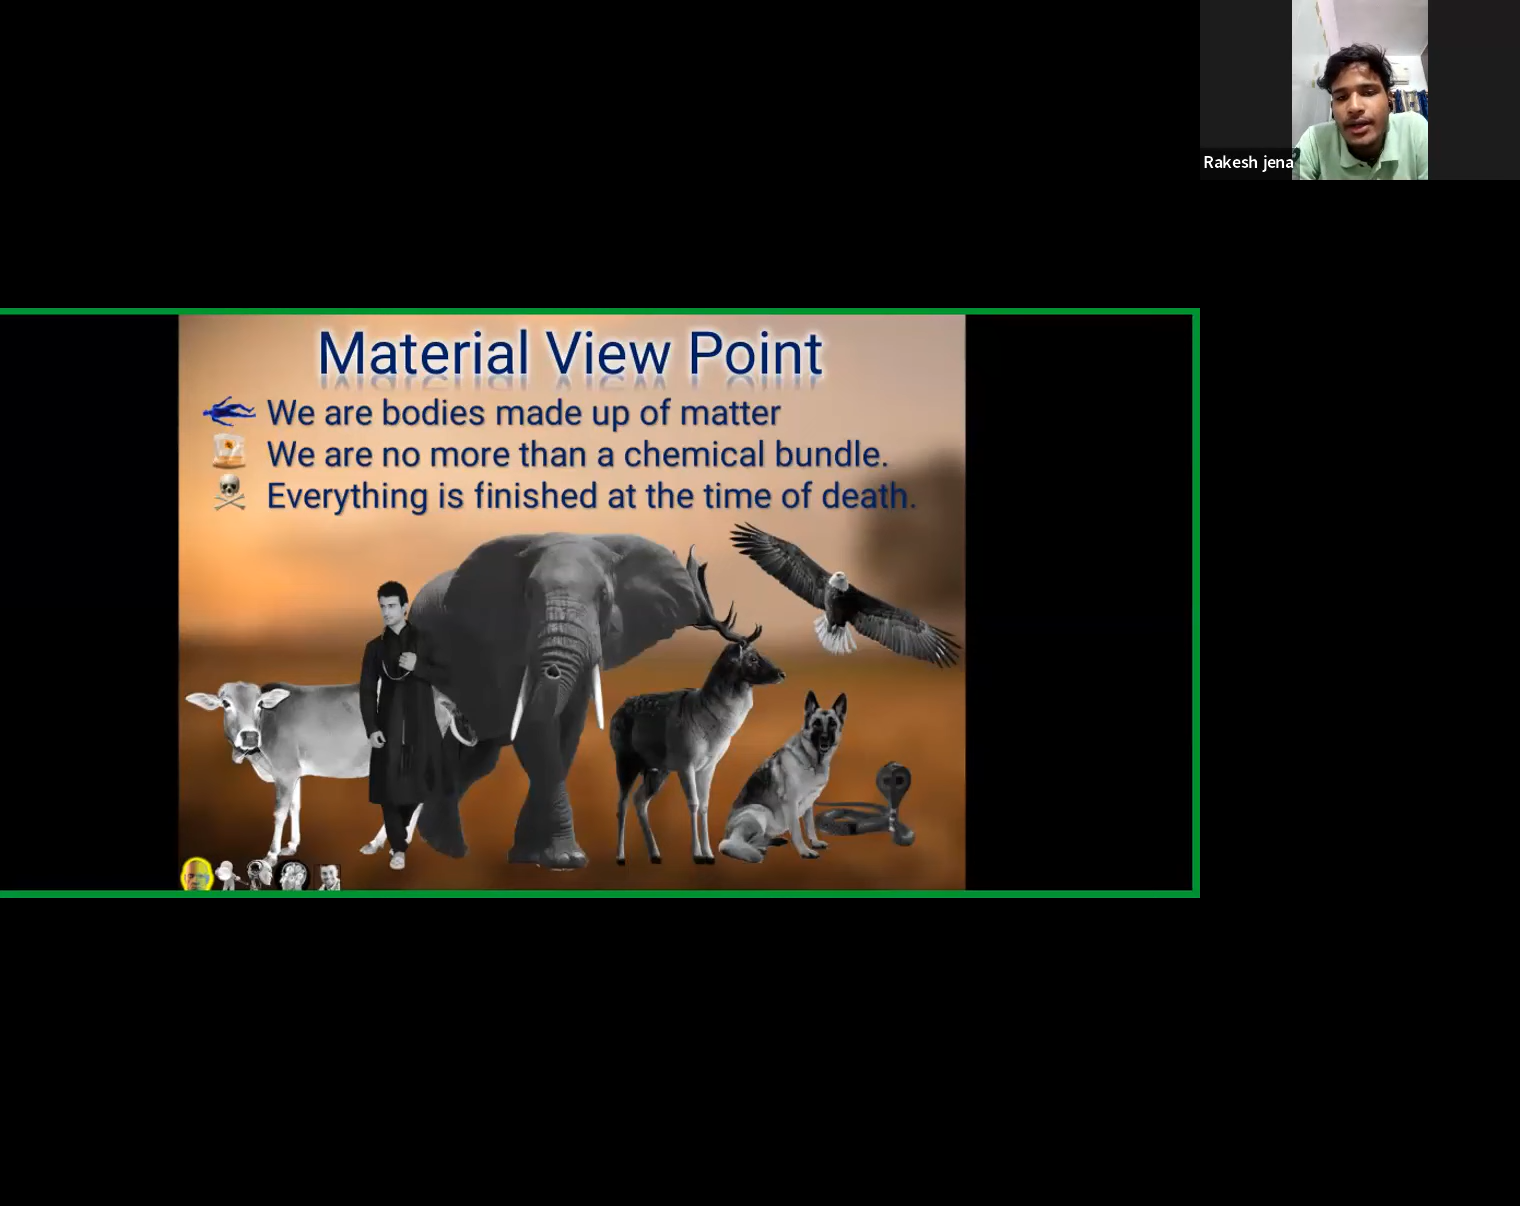 Rakesh jena
Material View Point
We are bodies made up of matter
We are no more than a chemical bundle.
Everything is finished at the time of death.